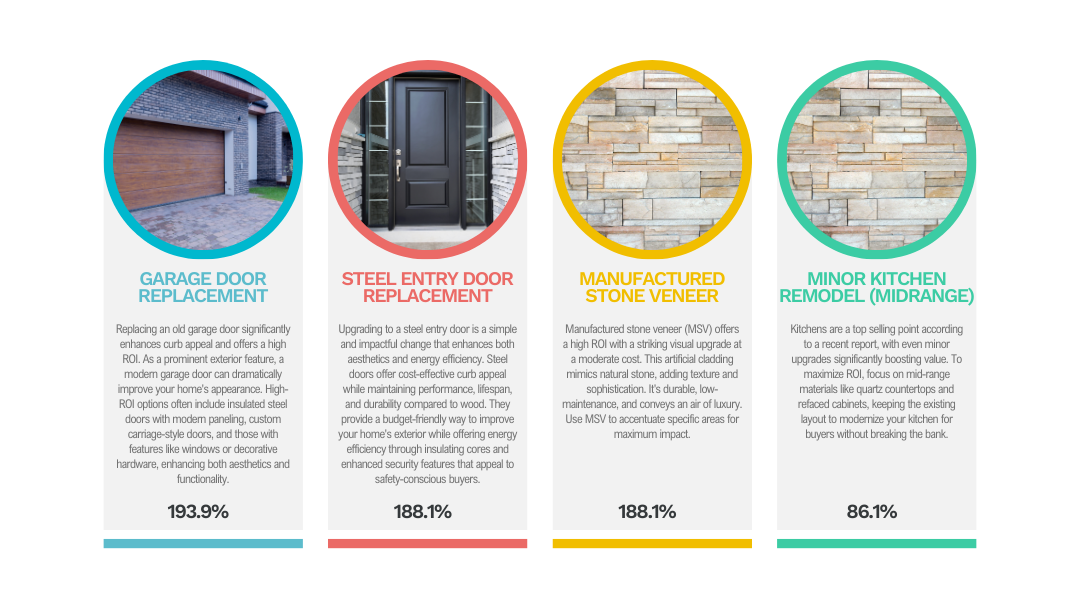 GARAGE DOOR
REPLACEMENT
Replacing an old garage door significantly
enhances curb appeal and offers a high
ROI. As a prominent exterior feature, a
modern garage door can dramatically
improve your home's appearance. High-
ROI options often include insulated steel
doors with modern paneling, custom
carriage-style doors, and those with
features like windows or decorative
hardware, enhancing both aesthetics and
functionality.
193.9%
STEEL ENTRY DOOR
REPLACEMENT
Upgrading to a steel entry door is a simple
and impactful change that enhances both
aesthetics and energy efficiency. Steel
doors offer cost-effective curb appeal
while maintaining performance, lifespan,
and durability compared to wood. They
provide a budget-friendly way to improve
your home's exterior while offering energy
efficiency through insulating cores and
enhanced security features that appeal to
safety-conscious buyers.
188.1%
MANUFACTURED
STONE VENEER
Manufactured stone veneer (MSV) offers
a high ROI with a striking visual upgrade at
a moderate cost. This artificial cladding
mimics natural stone, adding texture and
sophistication. It's durable, low-
maintenance, and conveys an air of luxury.
Use MSV to accentuate specific areas for
maximum impact.
188.1%
MINOR KITCHEN
REMODEL (MIDRANGE)
Kitchens are a top selling point according
to a recent report, with even minor
upgrades significantly boosting value. To
maximize ROI, focus on mid-range
materials like quartz countertops and
refaced cabinets, keeping the existing
layout to modernize your kitchen for
buyers without breaking the bank.
86.1%